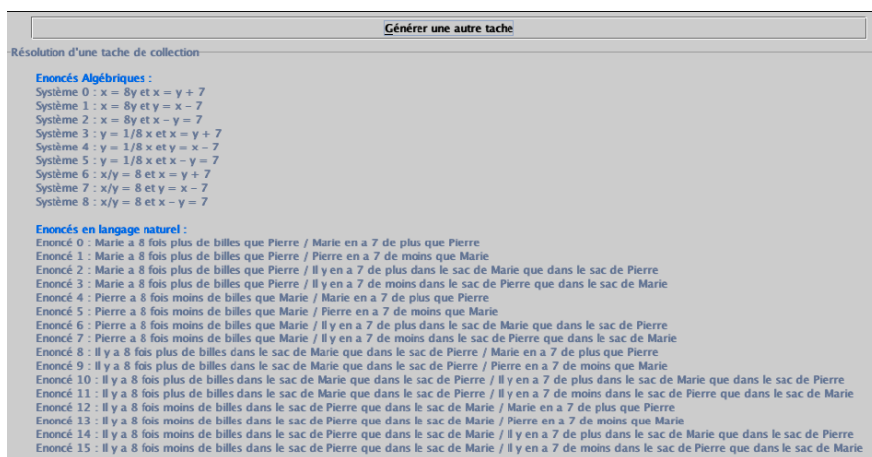 Générer une autre tache
Résolution d'une tache de collection
Enoncés Algébriques :
Système 0 : x = 8y et x = y + 7
Système 1 : x = 8y et y = x - 7
Système 2 : x = 8y et x - y = 7
Système 3 : y = 1/8 x et x = y + 7
Système 4 : y = 1/8 x et y = x - 7
Système 5 : y = 1/8 x et x - y = 7
Système 6 : x/y = 8 et x = y + 7
Système 7 : x/y = 8 et y = x - 7
Système 8 : x/y = 8 et x - y = 7
Enoncés en langage naturel :
Enoncé 0 : Marie a 8 fois plus de billes que Pierre / Marie en a 7 de plus que Pierre
Enoncé 1 : Marie a 8 fois plus de billes que Pierre / Pierre en a 7 de moins que Marie
Enoncé 2 : Marie a 8 fois plus de billes que Pierre / Il y en a 7 de plus dans le sac de Marie que dans le sac de Pierre
Enoncé 3 : Marie a 8 fois plus de billes que Pierre / Il y en a 7 de moins dans le sac de Pierre que dans le sac de Marie
Enoncé 4 : Pierre a 8 fois moins de billes que Marie / Marie en a 7 de plus que Pierre
Enoncé 5 : Pierre a 8 fois moins de billes que Marie / Pierre en a 7 de moins que Marie
Enoncé 6 : Pierre a 8 fois moins de billes que Marie / Il y en a 7 de plus dans le sac de Marie que dans le sac de Pierre
Enoncé 7 : Pierre a 8 fois moins de billes que Marie / Il y en a 7 de moins dans le sac de Pierre que dans le sac de Marie
Enoncé 8 : Il y a 8 fois plus de billes dans le sac de Marie que dans le sac de Pierre / Marie en a 7 de plus que Pierre
Enoncé 9 : Il y a 8 fois plus de billes dans le sac de Marie que dans le sac de Pierre / Pierre en a 7 de moins que Marie
Enoncé 10 : Il y a 8 fois plus de billes dans le sac de Marie que dans le sac de Pierre / Il y en a 7 de plus dans le sac de Marie que dans le sac de Pierre
Enoncé 11 : Il y a 8 fois plus de billes dans le sac de Marie que dans le sac de Pierre / Il y en a 7 de moins dans le sac de Pierre que dans le sac de Marie
Enoncé 12 : Il y a 8 fois moins de billes dans le sac de Pierre que dans le sac de Marie / Marie en a 7 de plus que Pierre
Enoncé 13 : Il y a 8 fois moins de billes dans le sac de Pierre que dans le sac de Marie / Pierre en a 7 de moins que Marie
Enoncé 14 : Il y a 8 fois moins de billes dans le sac de Pierre que dans le sac de Marie / Il y en a 7 de plus dans le sac de Marie que dans le sac de Pierre
Enoncé 15 : Il y a 8 fois moins de billes dans le sac de Pierre que dans le sac de Marie / Il y en a 7 de moins dans le sac de Pierre que dans le sac de Marie